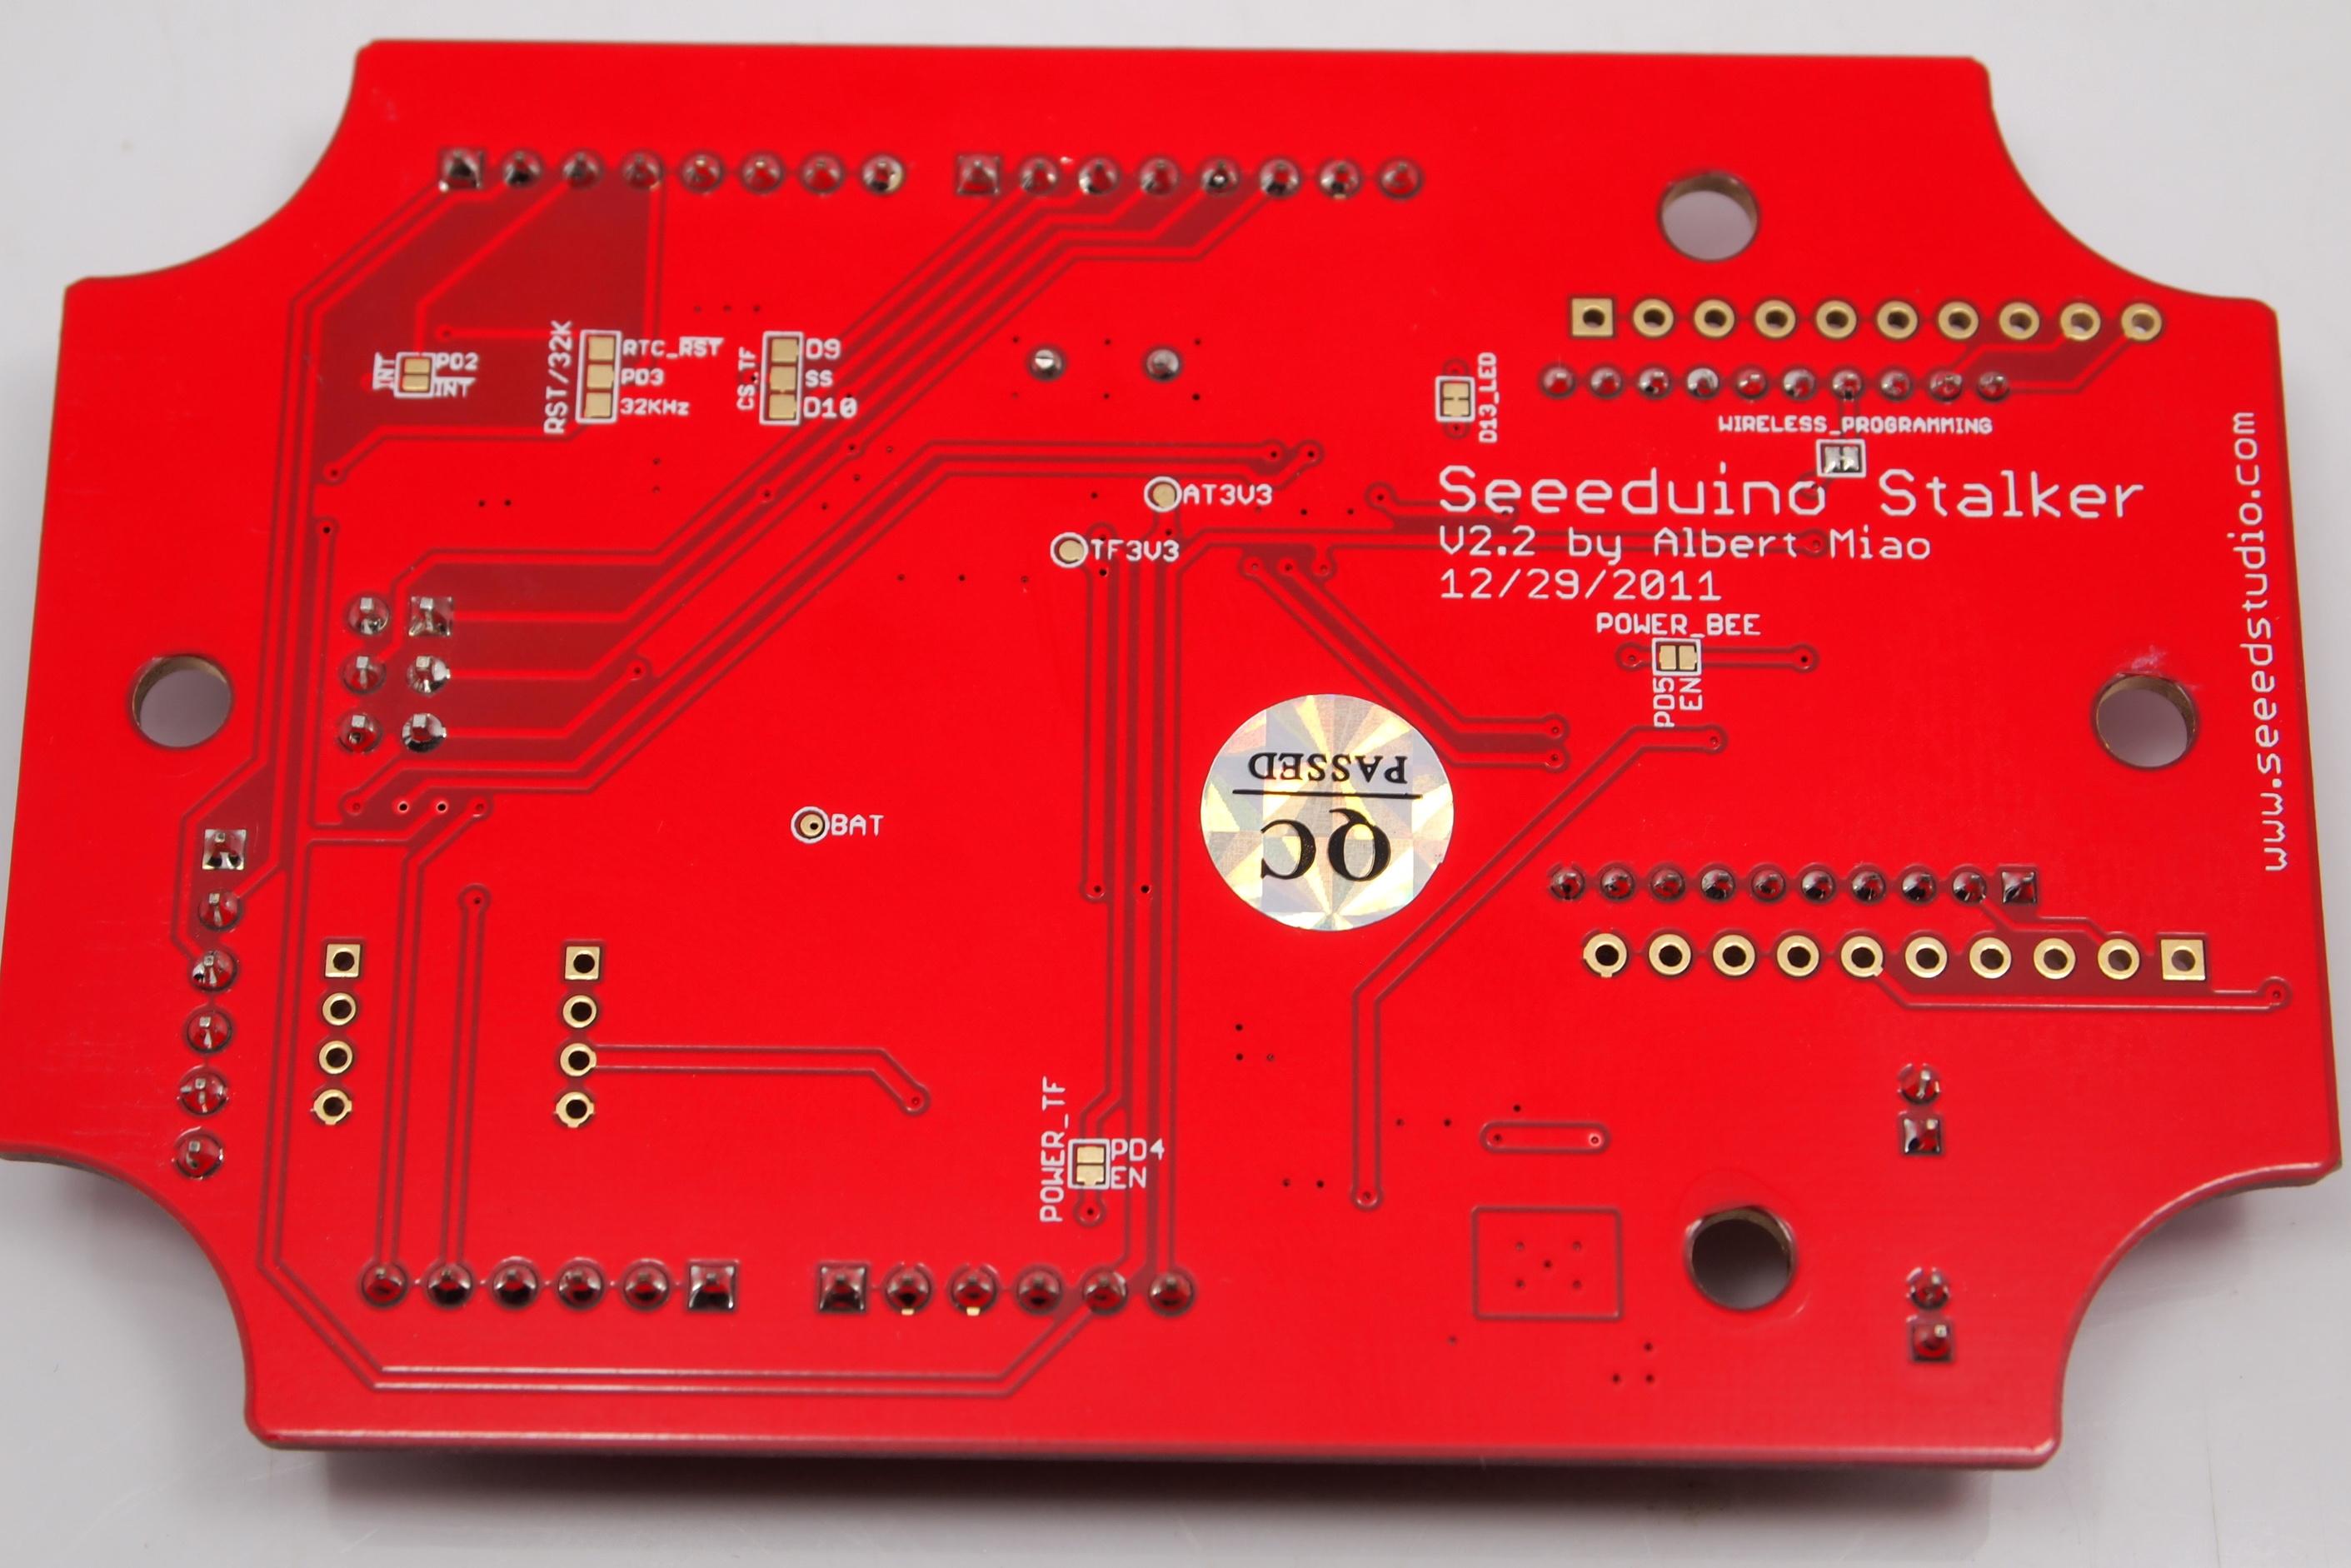 INT
PD2
INT
RST/32K
RTC_RST
PD3
32KHz
CS_TF
D9
SS
D10
D13_LED
WIRELESS_PROGRAMMING
AT3V3
TF3V3
Seeeduino Stalker
V2.2 by Albert Miao
12/29/2011
www.seeedstudio.com
POWER_BEE
PD5
EN
QC
PASSED
BAT
POWER_TF
PD4
EN